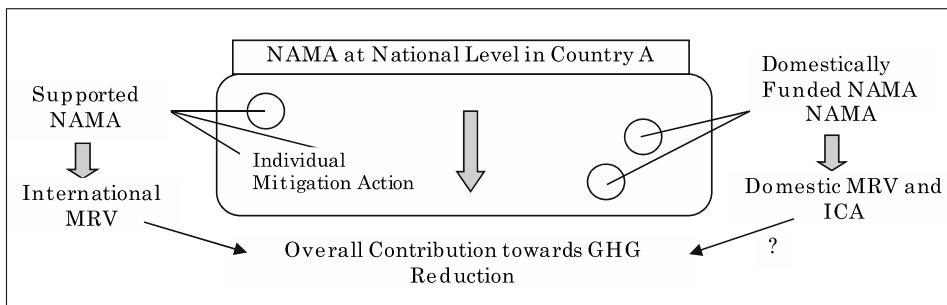 NAMA at National Level in Country A
Supported
NAMA
International
MRV
Individual
Mitigation Action
Domestically
Funded NAMA
NAMA
Domestic MRV and
ICA
?
Overall Contribution towards GHG
Reduction